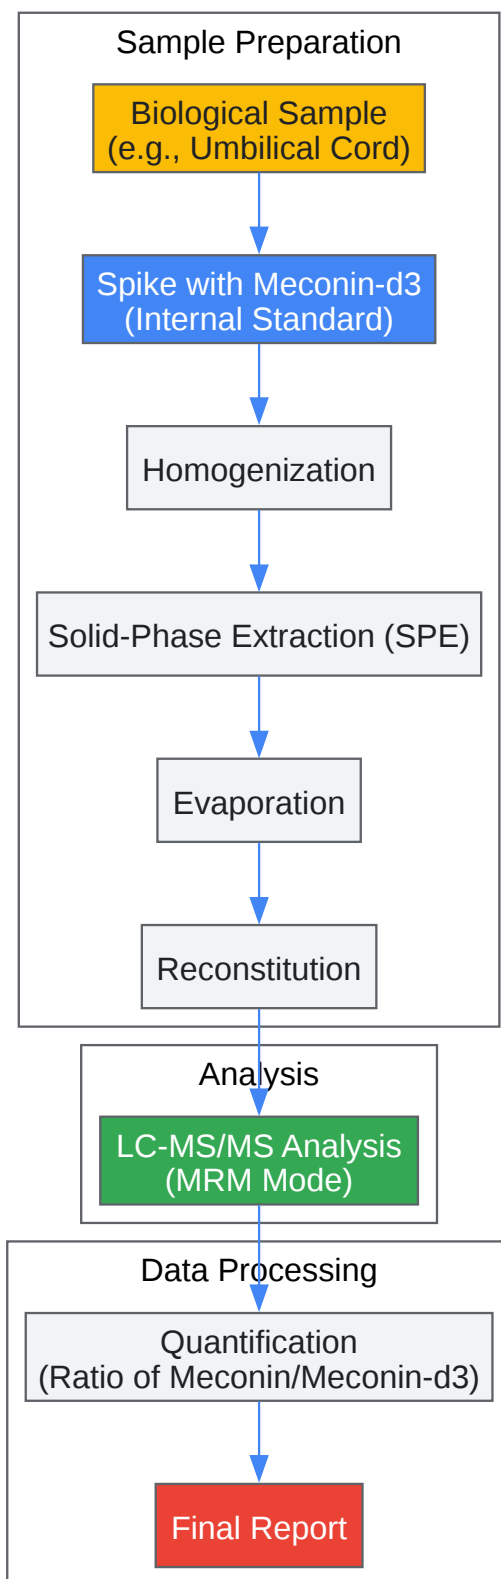 Sample Preparation
Biological Sample
(e.g., Umbilical Cord)
Spike with Meconin-d3
(Internal Standard)
Homogenization
Solid-Phase Extraction (SPE)
Evaporation
Reconstitution
Analysis
LC-MS/MS Analysis
(MRM Mode)
Data Processing
Quantification
(Ratio of Meconin/Meconin-d3)
Final Report